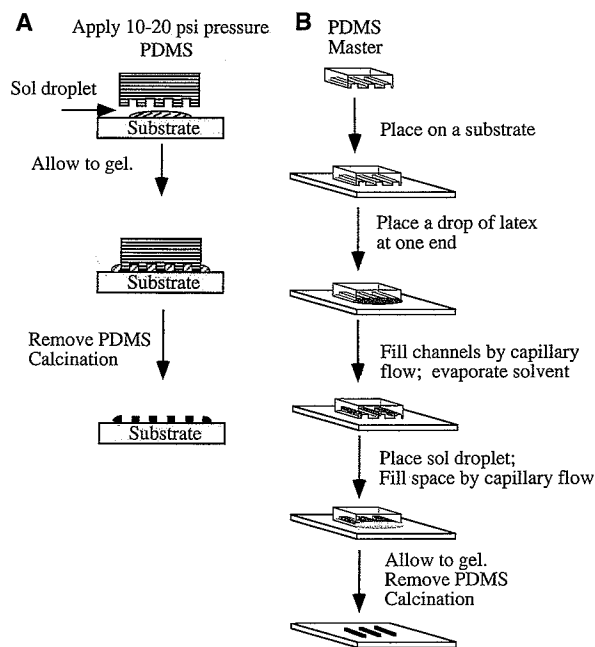 A
Apply 10-20 psi pressure
PDMS
Sol droplet
Substrate
Allow to gel.
Substrate
Remove PDMS
Calcination
Substrate
B
PDMS
Master
Place on a substrate
Place a drop of latex
at one end
Fill channels by capillary
flow; evaporate solvent
Place sol droplet;
Fill space by capillary flow
Allow to gel.
Remove PDMS
Calcination